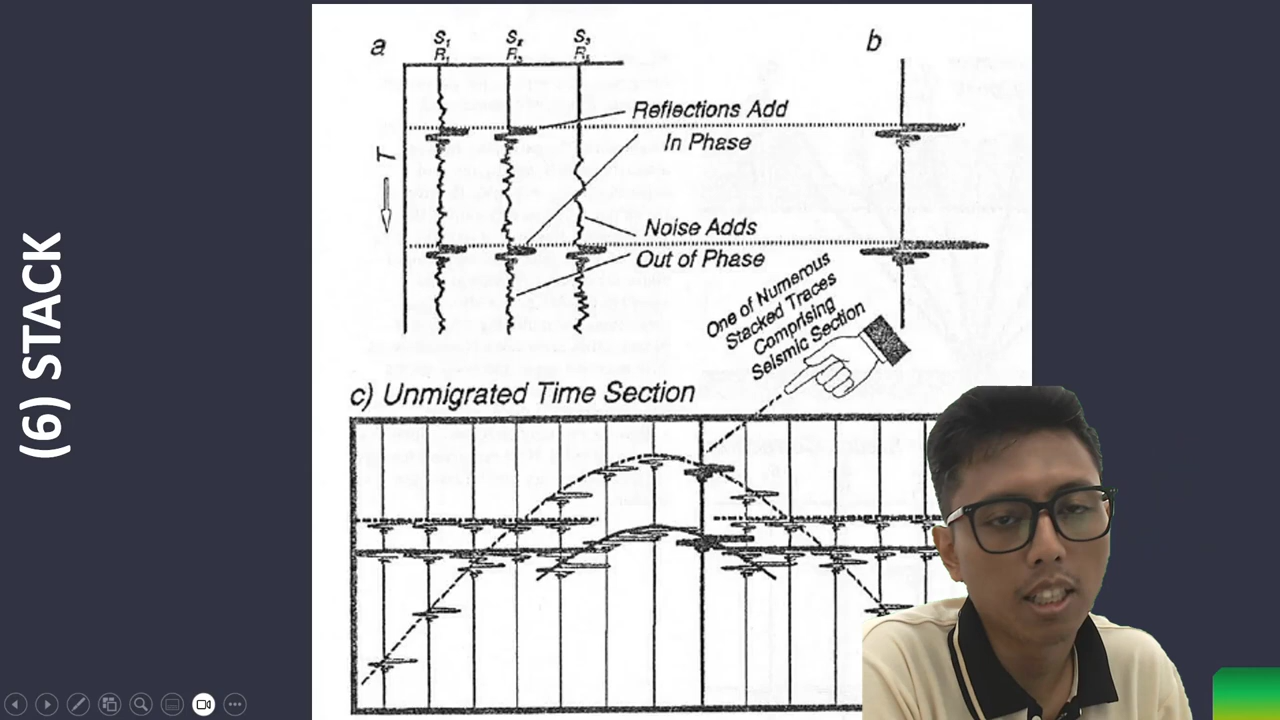 (6) STACK
a
b
S₁
R₁
S₂
R₃
S₃
T
Reflections Add
In Phase
Noise Adds
Out of Phase
One of Numerous
Stacked Traces
Comprising
Seismic Section
c) Unmigrated Time Section